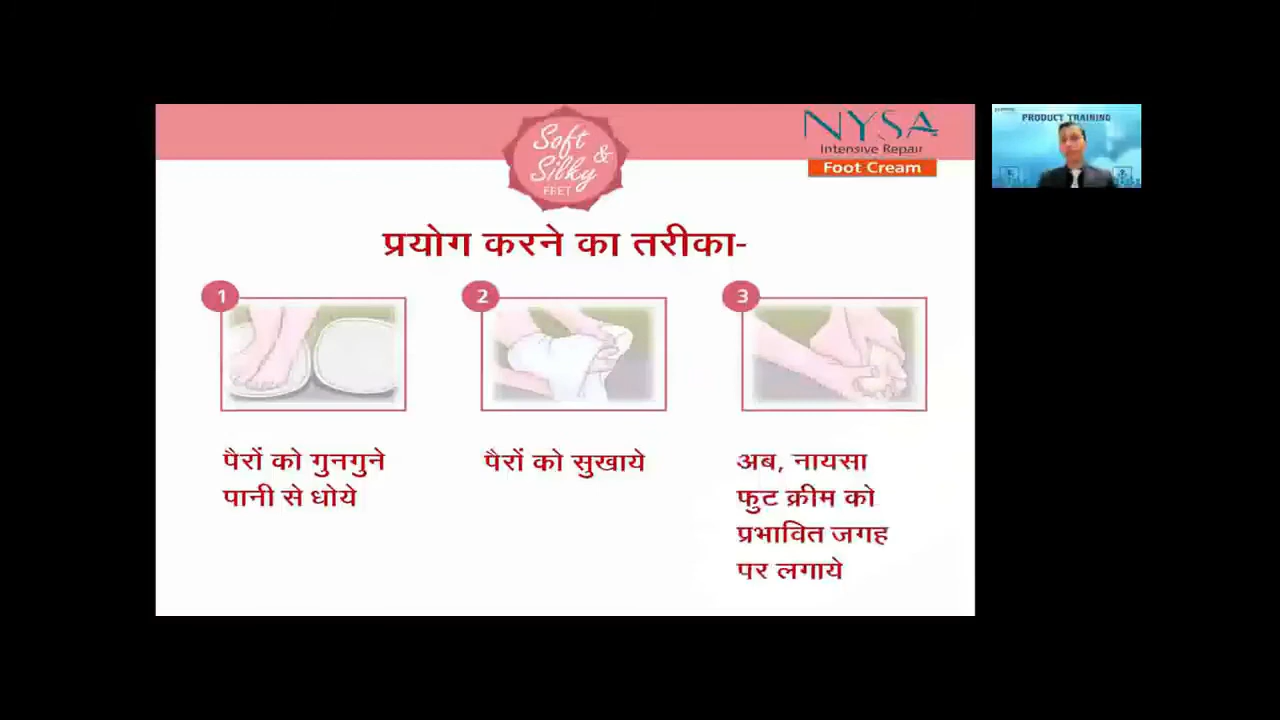 Soft
&
Silky
FEET
NYSA
Intensive Repair
Foot Cream
PRODUCT TRAINING
प्रयोग करने का तरीका-
1
2
3
पैरों को गुनगुने
पानी से धोये
पैरों को सुखाये
अब, नायसा
फुट क्रीम को
प्रभावित जगह
पर लगाये